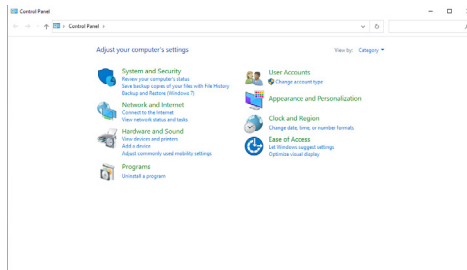 Control Panel
Control Panel
Adjust your computer's settings
View by: Category
System and Security
Review your computer's status
Save backup copies of your files with File History
Backup and Restore (Windows 7)
Network and Internet
Connect to the Internet
View network status and tasks
Hardware and Sound
View devices and printers
Add a device
Adjust commonly used mobility settings
Programs
Uninstall a program
User Accounts
Change account type
Appearance and Personalization
Clock and Region
Change date, time, or number formats
Ease of Access
Let Windows suggest settings
Optimize visual display